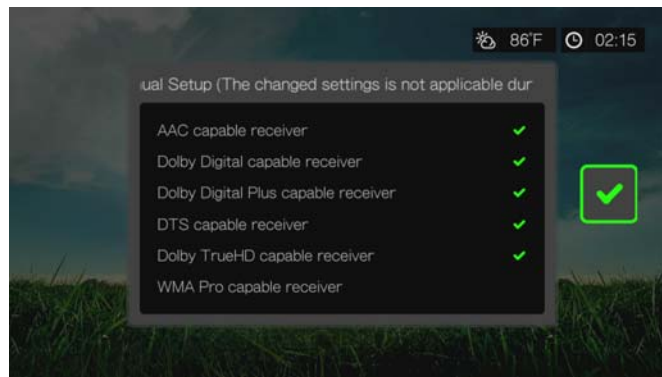 86°F 02:15
ual Setup (The changed settings is not applicable dur
AAC capable receiver
Dolby Digital capable receiver
Dolby Digital Plus capable receiver
DTS capable receiver
Dolby TrueHD capable receiver
WMA Pro capable receiver